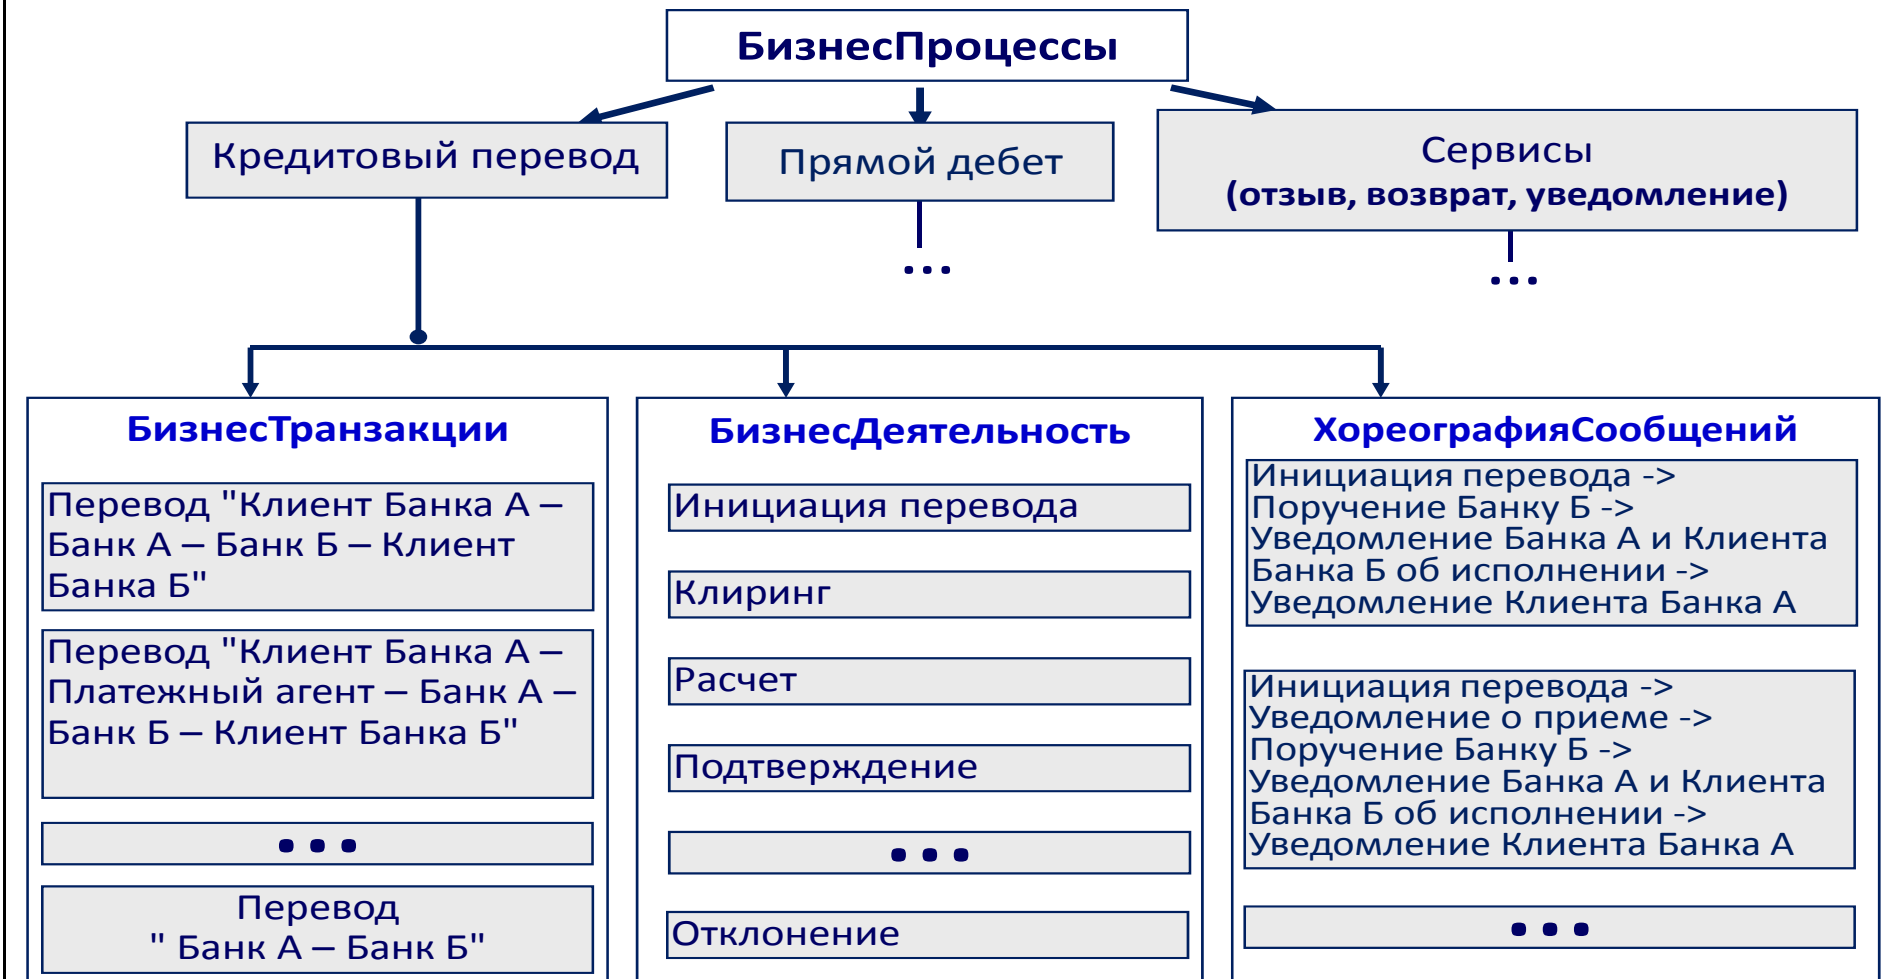 БизнесПроцессы
Кредитовый перевод
Прямой дебет
Сервисы
(отзыв, возврат, уведомление)
...
...
БизнесТранзакции
Перевод "Клиент Банка А –
Банк А – Банк Б – Клиент
Банка Б"
Перевод "Клиент Банка А –
Платежный агент – Банк А –
Банк Б – Клиент Банка Б"
...
Перевод
" Банк А – Банк Б"
БизнесДеятельность
Инициация перевода
Клиринг
Расчет
Подтверждение
...
Отклонение
ХореографияСообщений
Инициация перевода ->
Поручение Банку Б ->
Уведомление Банка А и Клиента
Банка Б об исполнении ->
Уведомление Клиента Банка А
Инициация перевода ->
Уведомление о приеме ->
Поручение Банку Б ->
Уведомление Банка А и Клиента
Банка Б об исполнении ->
Уведомление Клиента Банка А
...